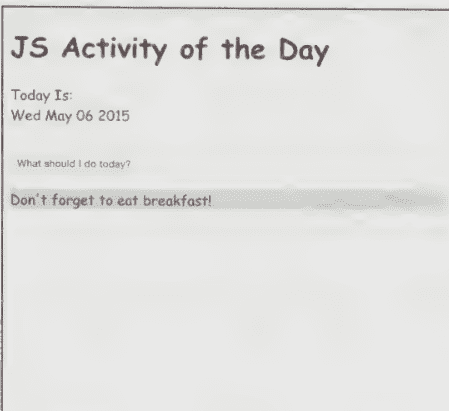 JS Activity of the Day
Today Is:
Wed May 06 2015
What should I do today?
Don't forget to eat breakfast!